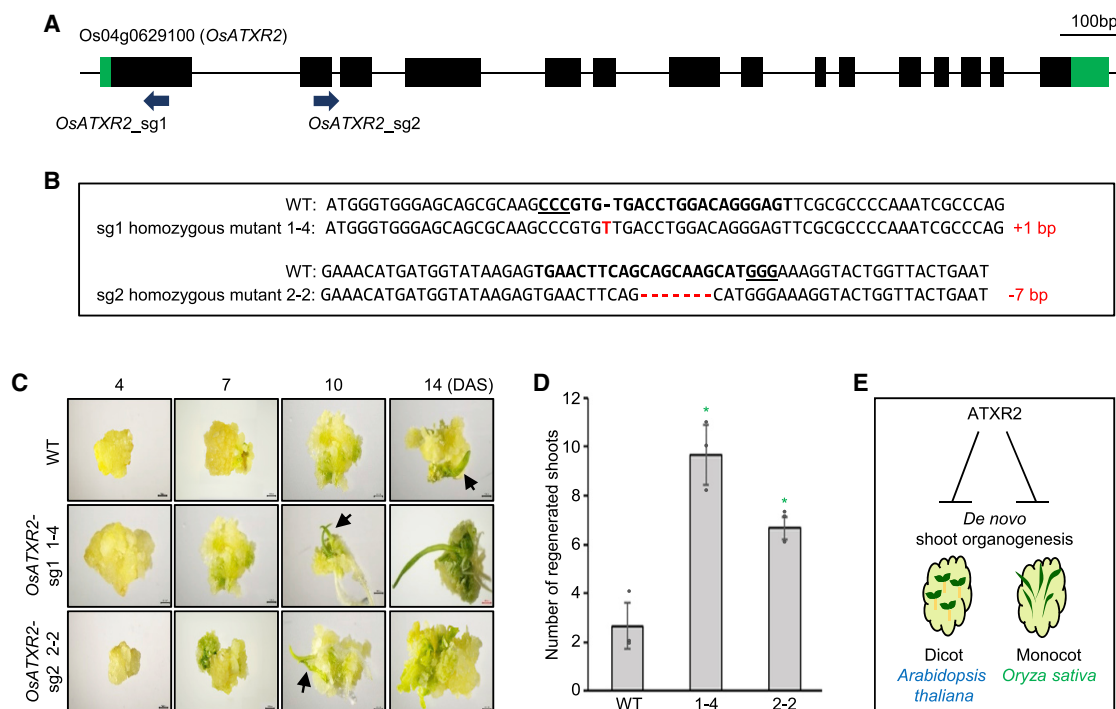 A
Os04g0629100 (OsATXR2)
100bp
OsATXR2_sg1
OsATXR2_sg2
B
WT: ATGGGTGGGAGCAGCGCAAGCCCGTG-TGACCTGGACAGGGAGTTCGCGCCCCAAATCGCCCAG
sg1 homozygous mutant 1-4: ATGGGTGGGAGCAGCGCAAGCCCGTGTTGACCTGGACAGGGAGTTCGCGCCCCAAATCGCCCAG +1 bp
WT: GAAACATGATGGTATAAGAGTGAACTTCAGCAGCAAGCATGGGAAAGGTACTGGTTACTGAAT
sg2 homozygous mutant 2-2: GAAACATGATGGTATAAGAGTGAACTTCAG-------CATGGGAAAGGTACTGGTTACTGAAT -7 bp
C
4 7 10 14 (DAS)
WT
OsATXR2-
sg1 1-4
OsATXR2-
sg2 2-2
D
Number of regenerated shoots
12
10
8
6
4
2
0
*
*
WT 1-4 2-2
E
ATXR2
De novo
shoot organogenesis
Dicot
Arabidopsis
thaliana
Monocot
Oryza sativa